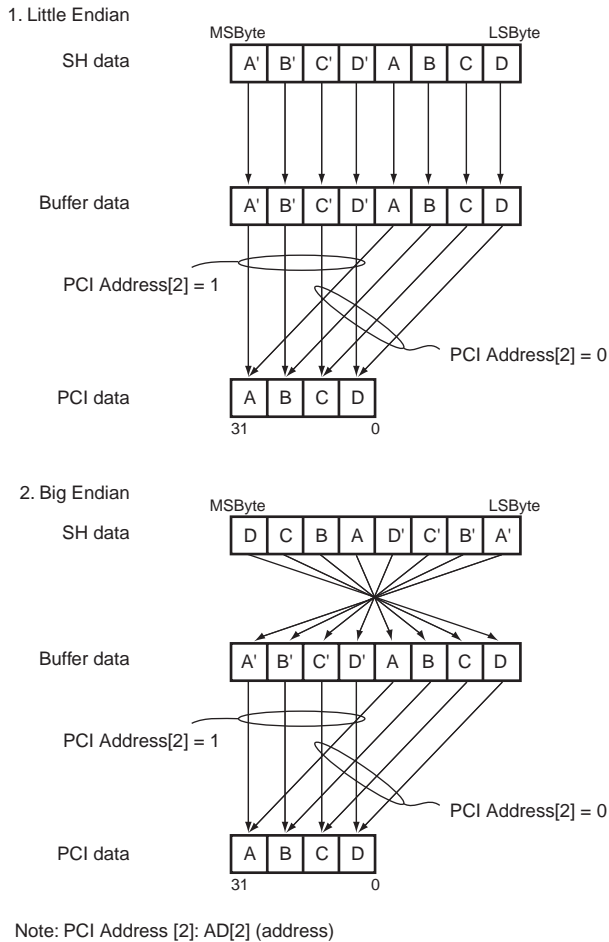 1. Little Endian
MSByte LSByte
SH data A' B' C' D' A B C D
Buffer data A' B' C' D' A B C D
PCI Address[2] = 1
PCI Address[2] = 0
PCI data A B C D
31 0
2. Big Endian
MSByte LSByte
SH data D C B A D' C' B' A'
Buffer data A' B' C' D' A B C D
PCI Address[2] = 1
PCI Address[2] = 0
PCI data A B C D
31 0
Note: PCI Address [2]: AD[2] (address)